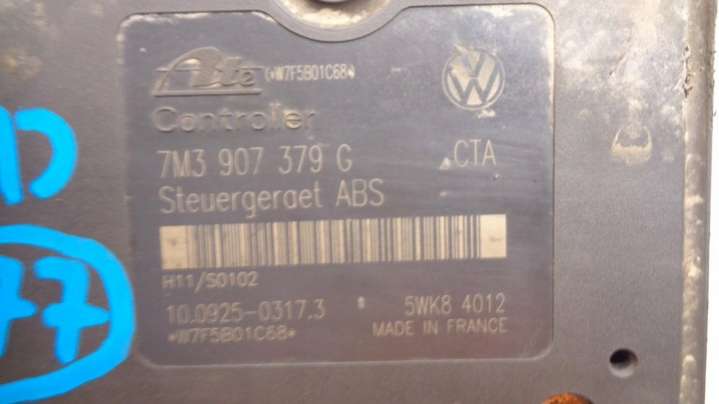 Ate (*W7F5B01C68*
Controller
7M3 907 379 G CTA
Steuergeraet ABS
H11/S0102
10.0925-0317.3 5WK8 4012
*W7F5B01C68* MADE IN FRANCE
77